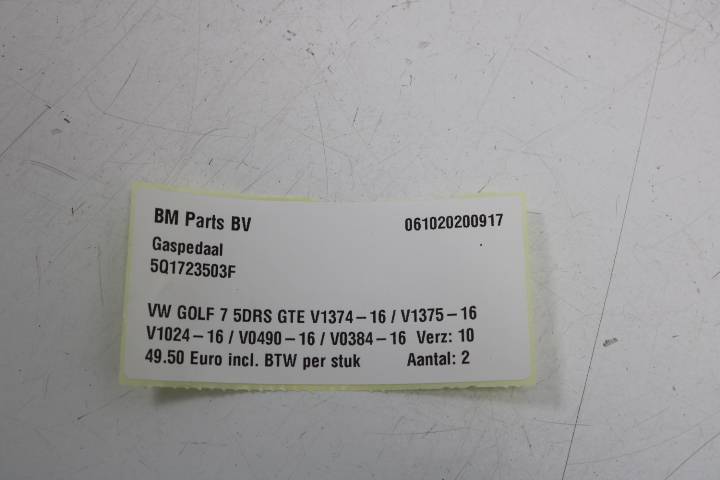 BM Parts BV 061020200917
Gaspedaal
5Q1723503F
VW GOLF 7 5DRS GTE V1374-16 / V1375-16
V1024-16 / V0490-16 / V0384-16 Verz: 10
49.50 Euro incl. BTW per stuk Aantal: 2